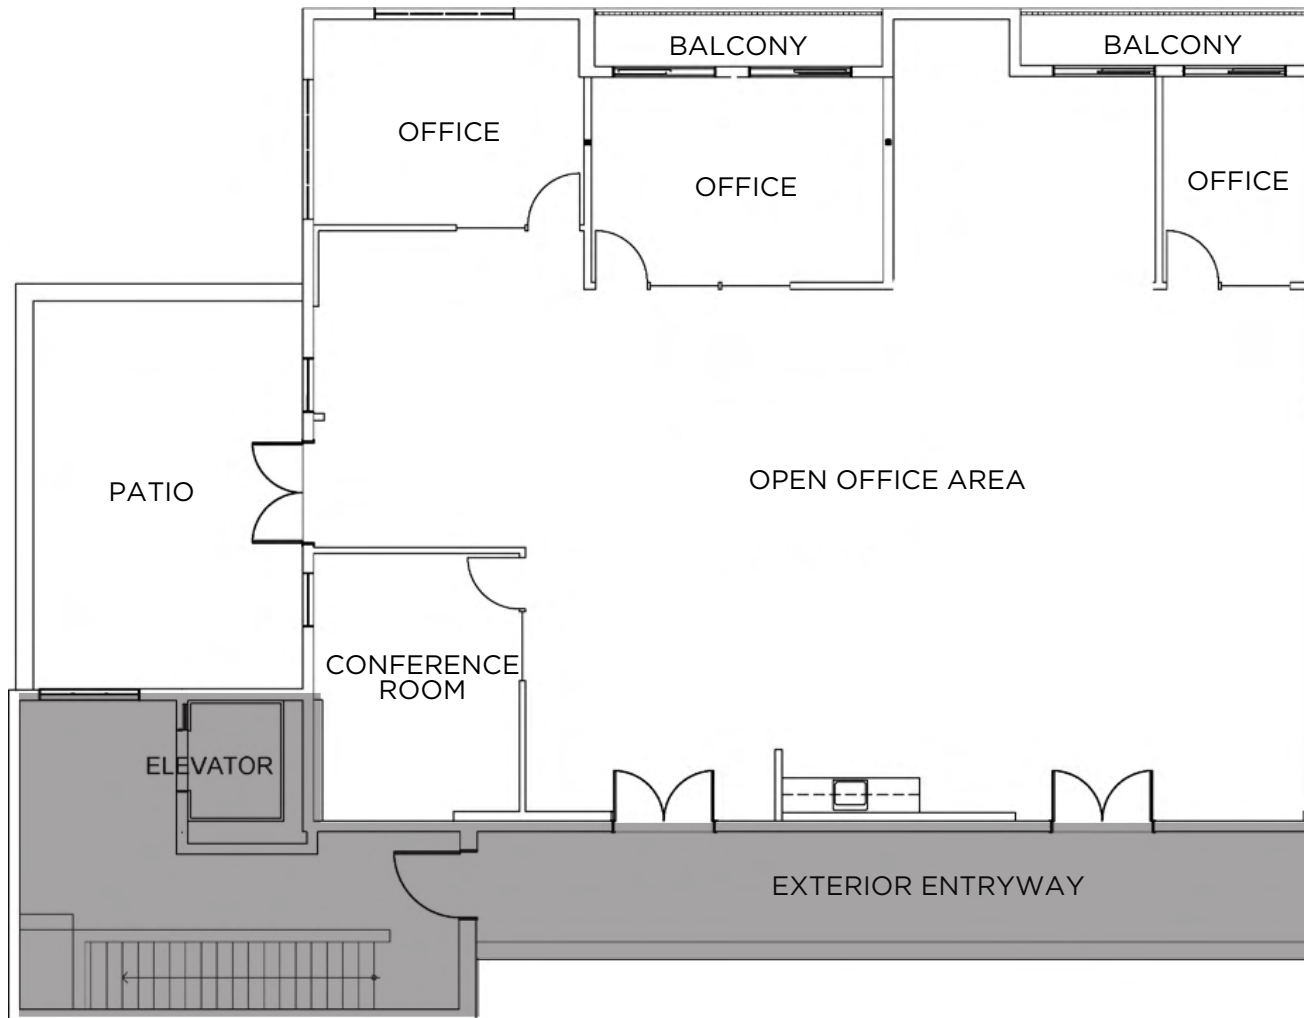 BALCONY
BALCONY
OFFICE
OFFICE
OFFICE
OPEN OFFICE AREA
PATIO
CONFERENCE
ROOM
ELEVATOR
EXTERIOR ENTRYWAY